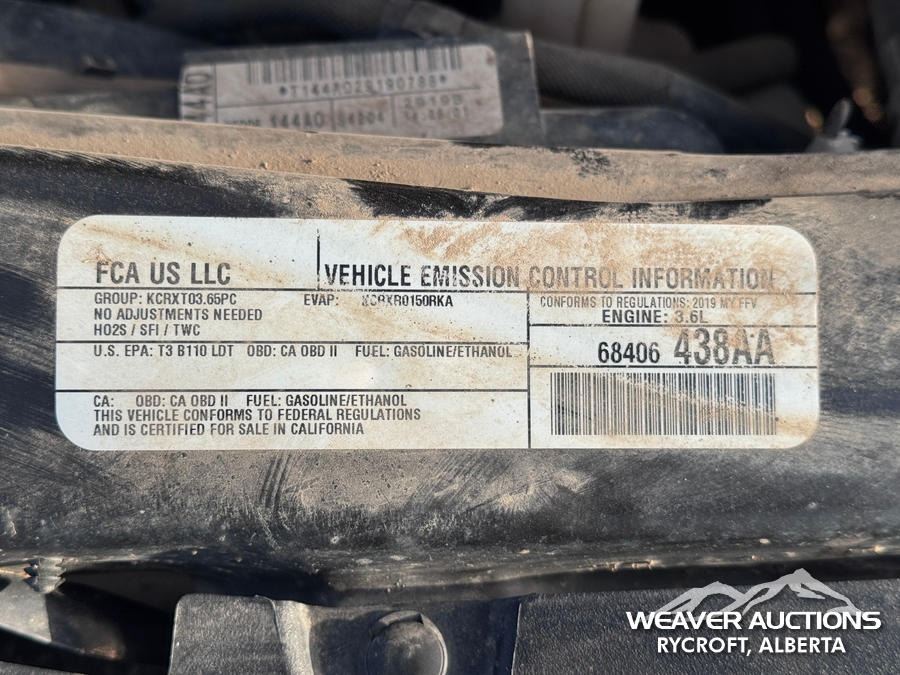 *T144A029190788*
144A0
FCA US LLC
VEHICLE EMISSION CONTROL INFORMATION
GROUP: KCRXT03.65PC EVAP: KCRXR0150RKA
NO ADJUSTMENTS NEEDED
HO2S / SFI / TWC
CONFORMS TO REGULATIONS: 2019 MY FFV
ENGINE: 3.6L
U.S. EPA: T3 B110 LDT OBD: CA OBD II FUEL: GASOLINE/ETHANOL
68406 438AA
CA: OBD: CA OBD II FUEL: GASOLINE/ETHANOL
THIS VEHICLE CONFORMS TO FEDERAL REGULATIONS
AND IS CERTIFIED FOR SALE IN CALIFORNIA
WEAVER AUCTIONS
RYCROFT, ALBERTA